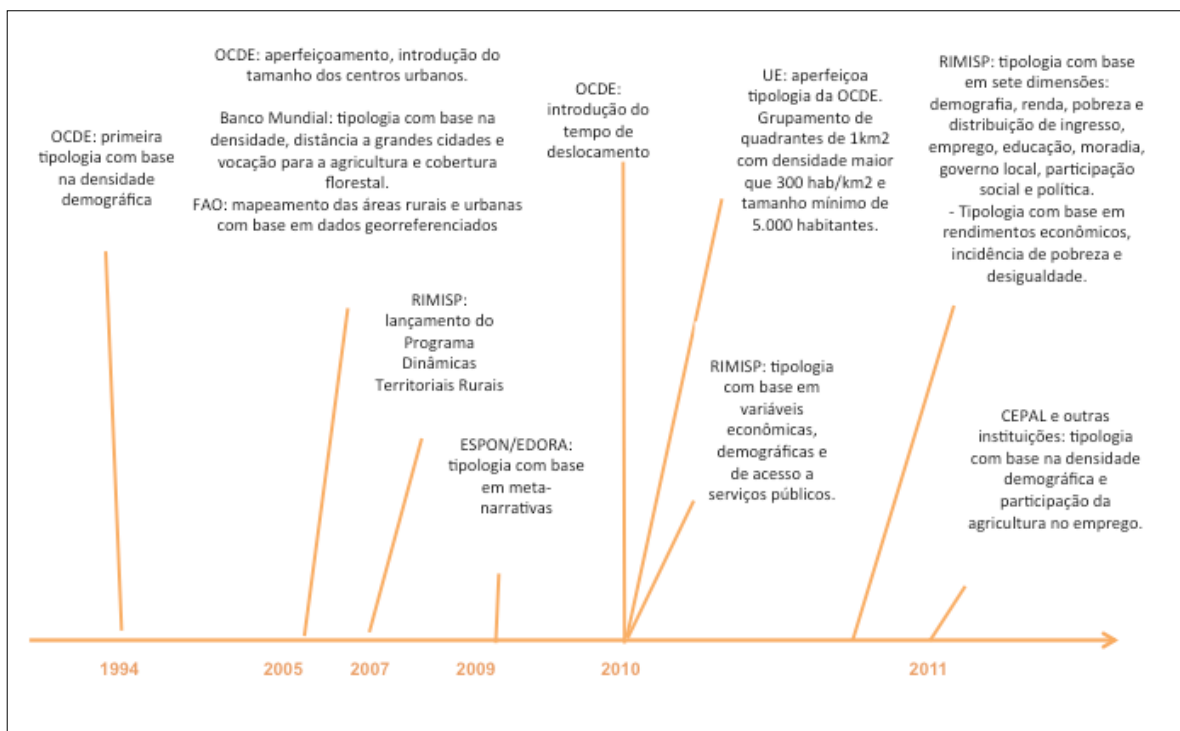 OCDE: primeira
tipologia com base
na densidade
demográfica
OCDE: aperfeiçoamento, introdução do
tamanho dos centros urbanos.
Banco Mundial: tipologia com base na
densidade, distância a grandes cidades e
vocação para a agricultura e cobertura
florestal.
FAO: mapeamento das áreas rurais e urbanas
com base em dados georreferenciados
RIMISP:
lançamento do
Programa
Dinâmicas
Territoriais Rurais
ESPON/EDORA:
tipologia com base
em meta-
narrativas
OCDE:
introdução do
tempo de
deslocamento
UE: aperfeiçoa
tipologia da OCDE.
Grupamento de
quadrantes de 1km2
com densidade maior
que 300 hab/km2 e
tamanho mínimo de
5.000 habitantes.
RIMISP: tipologia
com base em
variáveis
econômicas,
demográficas e
de acesso a
serviços públicos.
RIMISP: tipologia com base
em sete dimensões:
demografia, renda, pobreza e
distribuição de ingresso,
emprego, educação, moradia,
governo local, participação
social e política.
- Tipologia com base em
rendimentos econômicos,
incidência de pobreza e
desigualdade.
CEPAL e outras
instituições: tipologia
com base na densidade
demográfica e
participação da
agricultura no emprego.
1994
2005
2007
2009
2010
2011